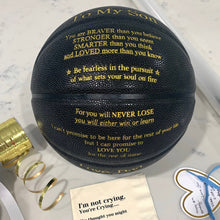 To My Son
You are BRAVER than you believe
STRONGER than you seem
SMARTER than you think
and LOVED more than you know
Be fearless in the pursuit
of what sets your soul on fire
For you will NEVER LOSE
you will either win or learn
I can't promise to be here for the rest of your life
but I can promise to
LOVE YOU
for the rest of mine
I'm not crying.
You're Crying....
thought you might